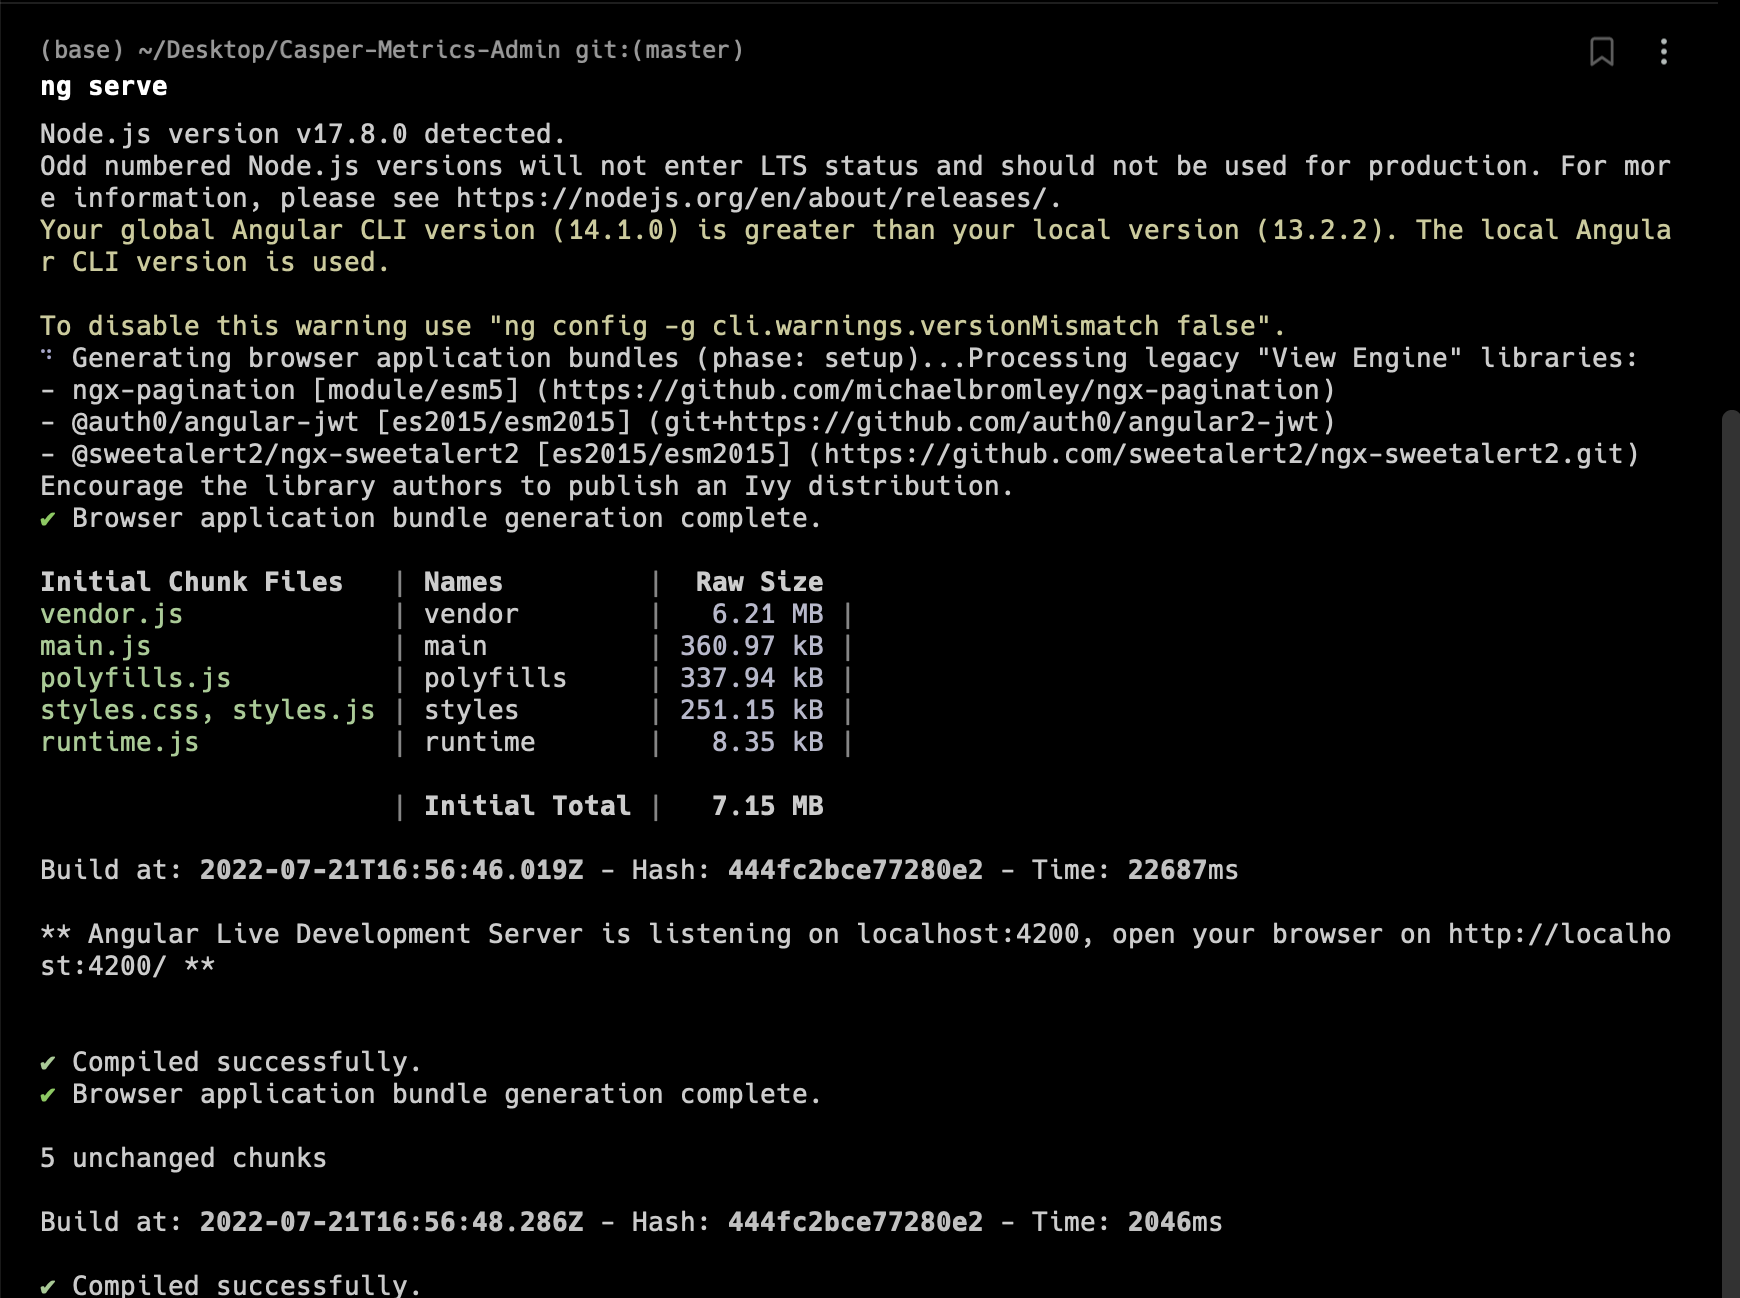 (base) ~/Desktop/Casper-Metrics-Admin git:(master)
ng serve
Node.js version v17.8.0 detected.
Odd numbered Node.js versions will not enter LTS status and should not be used for production. For mor
e information, please see https://nodejs.org/en/about/releases/.
Your global Angular CLI version (14.1.0) is greater than your local version (13.2.2). The local Angula
r CLI version is used.
To disable this warning use "ng config -g cli.warnings.versionMismatch false".
⠙ Generating browser application bundles (phase: setup)...Processing legacy "View Engine" libraries:
- ngx-pagination [module/esm5] (https://github.com/michaelbromley/ngx-pagination)
- @auth0/angular-jwt [es2015/esm2015] (git+https://github.com/auth0/angular2-jwt)
- @sweetalert2/ngx-sweetalert2 [es2015/esm2015] (https://github.com/sweetalert2/ngx-sweetalert2.git)
Encourage the library authors to publish an Ivy distribution.
✔ Browser application bundle generation complete.
Initial Chunk Files | Names | Raw Size
vendor.js | vendor | 6.21 MB |
main.js | main | 360.97 kB |
polyfills.js | polyfills | 337.94 kB |
styles.css, styles.js | styles | 251.15 kB |
runtime.js | runtime | 8.35 kB |
| Initial Total | 7.15 MB
Build at: 2022-07-21T16:56:46.019Z - Hash: 444fc2bce77280e2 - Time: 22687ms
** Angular Live Development Server is listening on localhost:4200, open your browser on http://localho
st:4200/ **
✔ Compiled successfully.
✔ Browser application bundle generation complete.
5 unchanged chunks
Build at: 2022-07-21T16:56:48.286Z - Hash: 444fc2bce77280e2 - Time: 2046ms
✔ Compiled successfully.